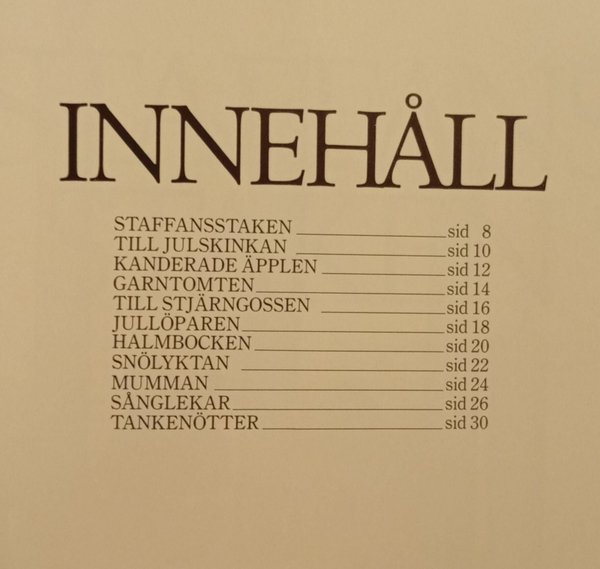 INNEHÅLL
STAFFANSSTAKEN sid 8
TILL JULSKINKAN sid 10
KANDERADE ÄPPLEN sid 12
GARNTOMTEN sid 14
TILL STJÄRNGOSSEN sid 16
JULLÖPAREN sid 18
HALMBOCKEN sid 20
SNÖLYKTAN sid 22
MUMMAN sid 24
SÅNGLEKAR sid 26
TANKENÖTTER sid 30